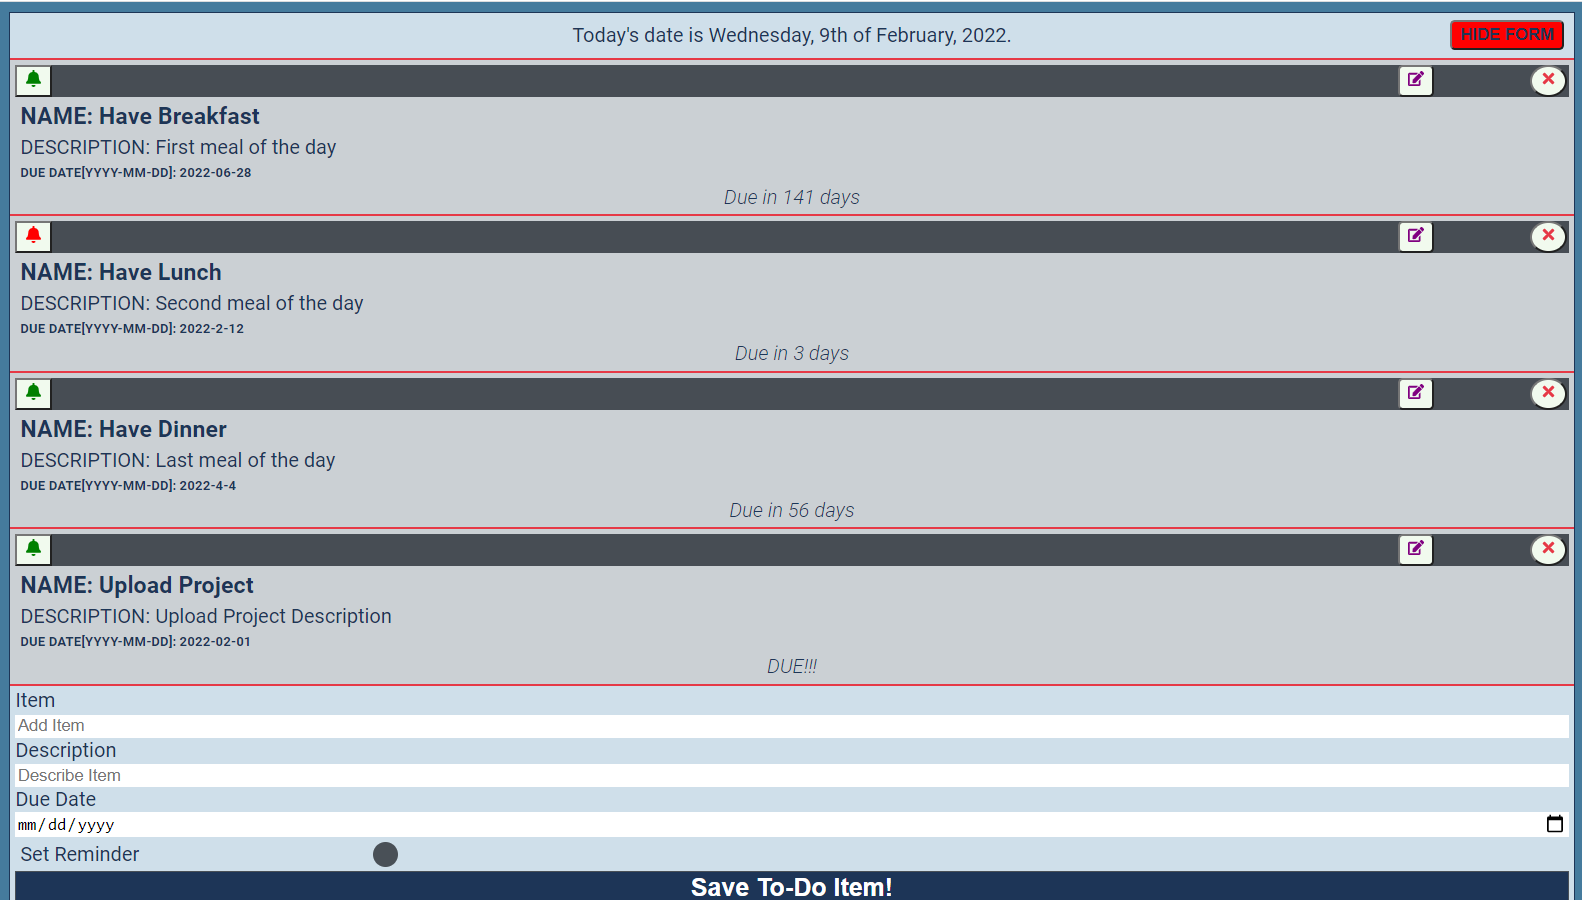 Today's date is Wednesday, 9th of February, 2022.
HIDE FORM
NAME: Have Breakfast
DESCRIPTION: First meal of the day
DUE DATE[YYYY-MM-DD]: 2022-06-28
Due in 141 days
NAME: Have Lunch
DESCRIPTION: Second meal of the day
DUE DATE[YYYY-MM-DD]: 2022-2-12
Due in 3 days
NAME: Have Dinner
DESCRIPTION: Last meal of the day
DUE DATE[YYYY-MM-DD]: 2022-4-4
Due in 56 days
NAME: Upload Project
DESCRIPTION: Upload Project Description
DUE DATE[YYYY-MM-DD]: 2022-02-01
DUE!!!
Item
Add Item
Description
Describe Item
Due Date
mm/dd/yyyy
Set Reminder
Save To-Do Item!